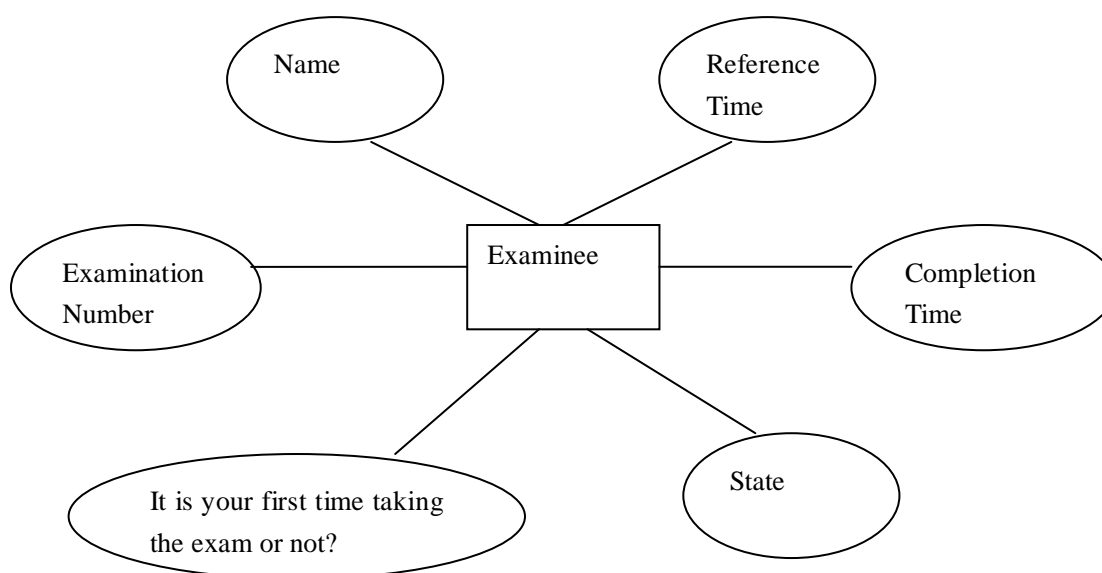 Name
Reference
Time
Examinee
Examination
Number
Completion
Time
It is your first time taking
the exam or not?
State